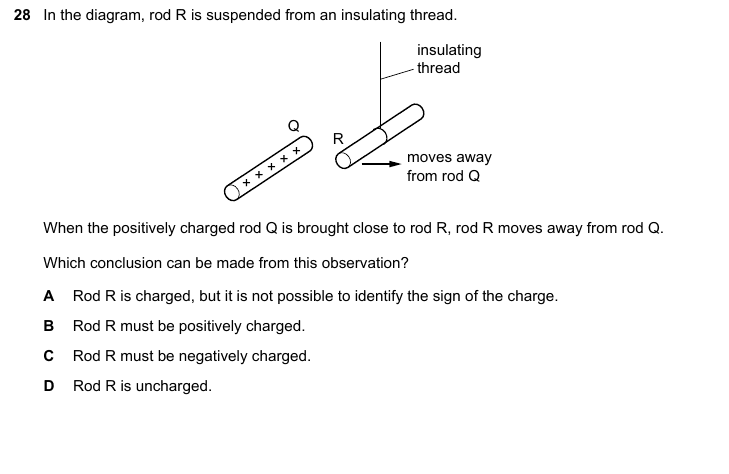 28 In the diagram, rod R is suspended from an insulating thread.
insulating
thread
Q
R
+ + + + +
moves away
from rod Q
When the positively charged rod Q is brought close to rod R, rod R moves away from rod Q.
Which conclusion can be made from this observation?
A Rod R is charged, but it is not possible to identify the sign of the charge.
B Rod R must be positively charged.
C Rod R must be negatively charged.
D Rod R is uncharged.